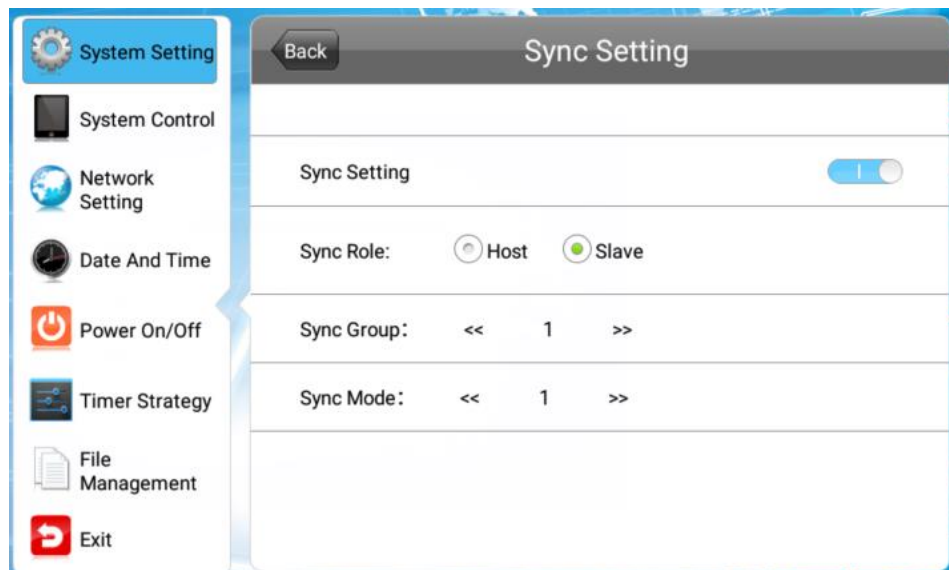 System Setting
System Control
Network
Setting
Date And Time
Power On/Off
Timer Strategy
File
Management
Exit
Back
Sync Setting
Sync Setting
Sync Role: Host Slave
Sync Group: << 1 >>
Sync Mode: << 1 >>